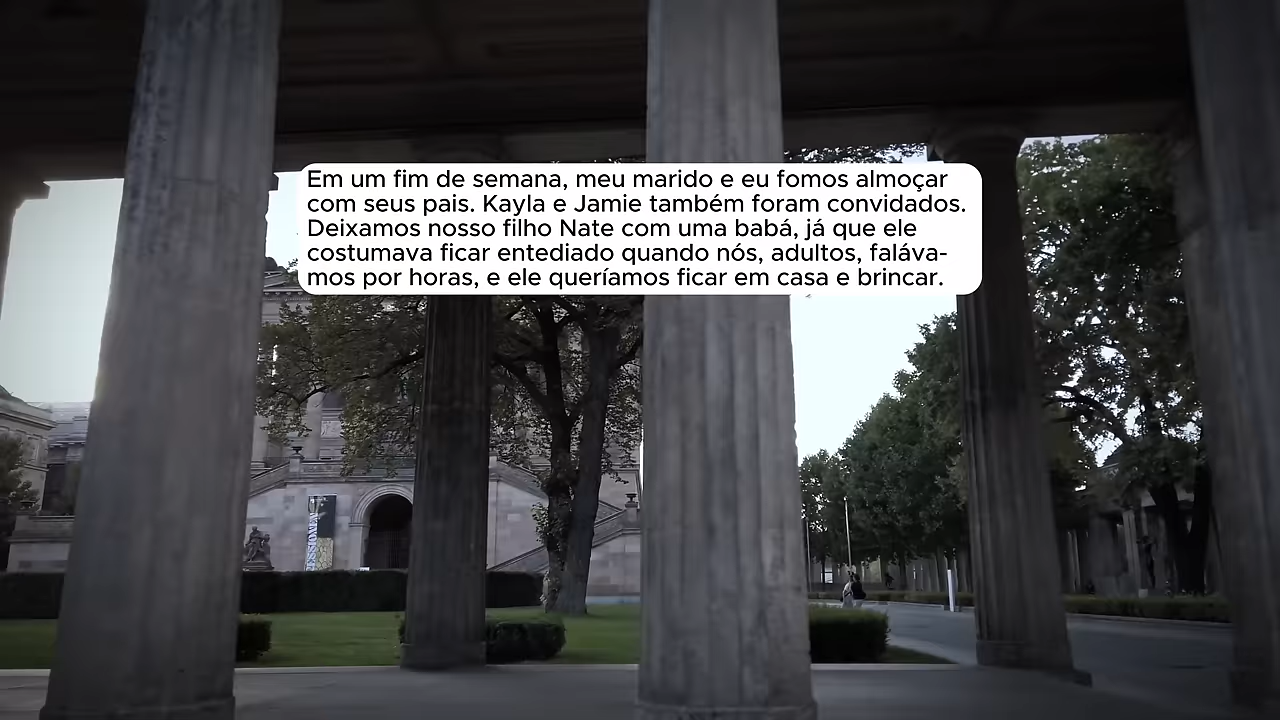 Em um fim de semana, meu marido e eu fomos almoçar
com seus pais. Kayla e Jamie também foram convidados.
Deixamos nosso filho Nate com uma babá, já que ele
costumava ficar entediado quando nós, adultos, faláva-
mos por horas, e ele queríamos ficar em casa e brincar.